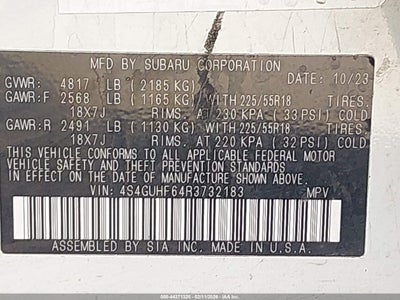 MFD BY SUBARU CORPORATION
GVWR: 4817 LB ( 2185 KG) DATE: 10/23
GAWR:F 2568 LB ( 1165 KG) WITH 225/55R18 TIRES.
18X7J RIMS. AT 230 KPA ( 33 PSI) COLD.
GAWR:R 2491 LB ( 1130 KG) WITH 225/55R18 TIRES.
18X7J RIMS. AT 220 KPA ( 32 PSI) COLD.
THIS VEHICLE CONFORMS TO ALL APPLICABLE FEDERAL MOTOR
VEHICLE SAFETY, BUMPER, AND THEFT PREVENTION STANDARDS
IN EFFECT ON THE DATE OF MANUFACTURE SHOWN ABOVE.
VIN: 4S4GUHF64R3732183 MPV
ASSEMBLED BY SIA INC. MADE IN U.S.A.